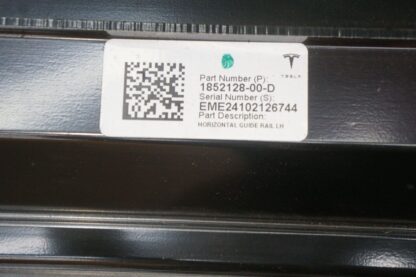 TESLA
Part Number (P):
1852128-00-D
Serial Number (S):
EME24102126744
Part Description:
HORIZONTAL GUIDE RAIL LH